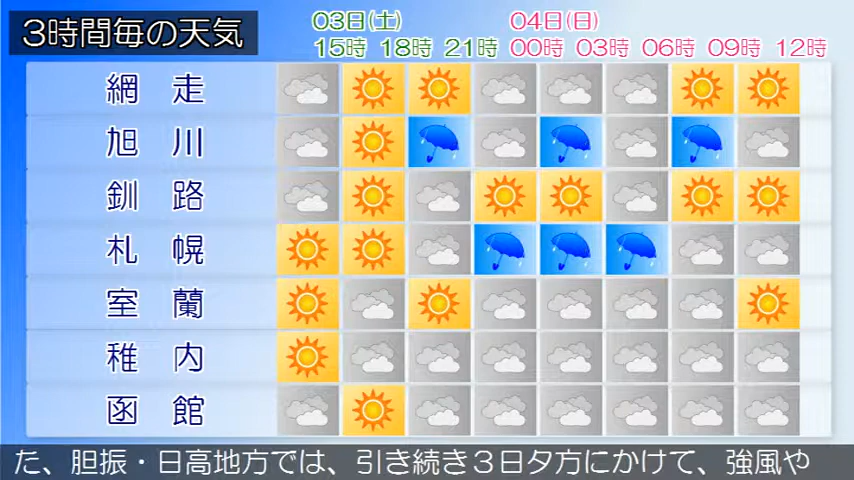 3時間毎の天気
03日(土) 04日(日)
15時 18時 21時 00時 03時 06時 09時 12時
網走
旭川
釧路
札幌
室蘭
稚内
函館
た、胆振・日高地方では、引き続き３日夕方にかけて、強風や